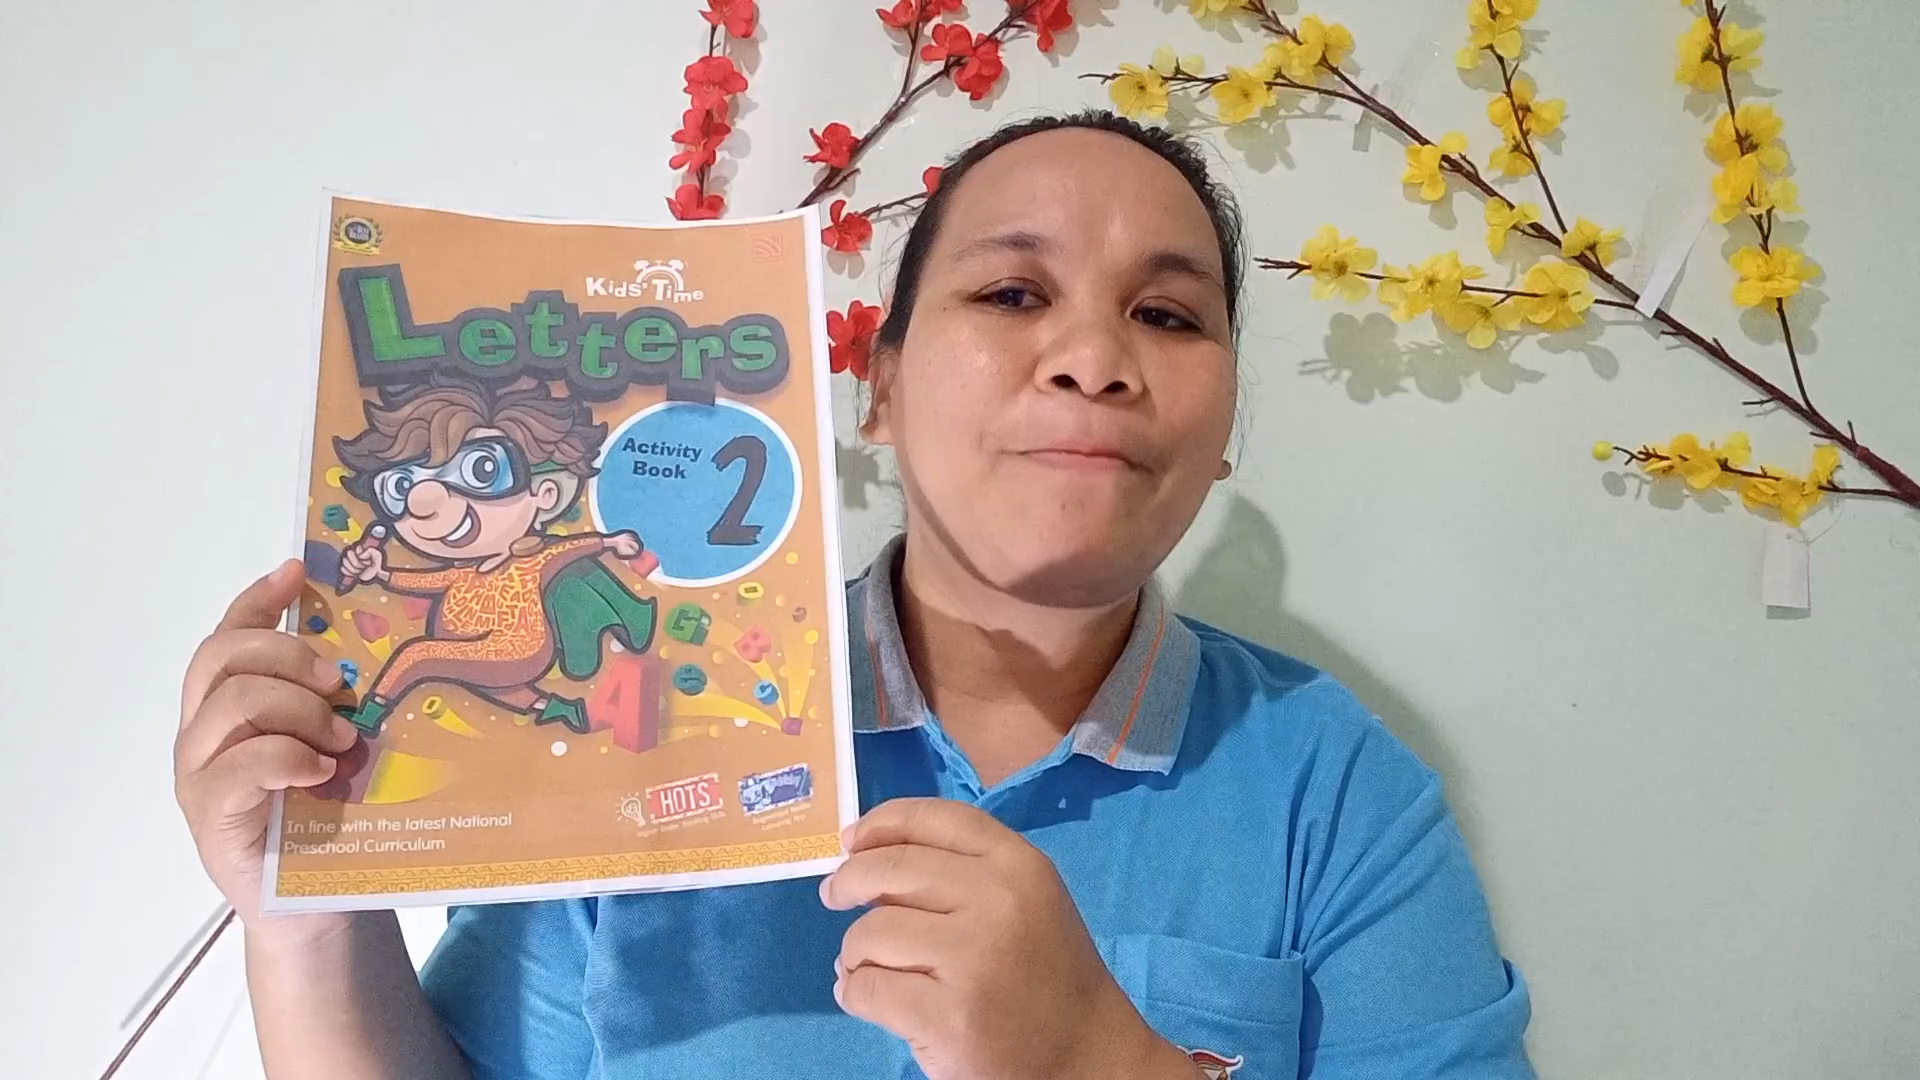 Kids' Time
Letters
Activity
Book 2
HOTS
In line with the latest National
Preschool Curriculum